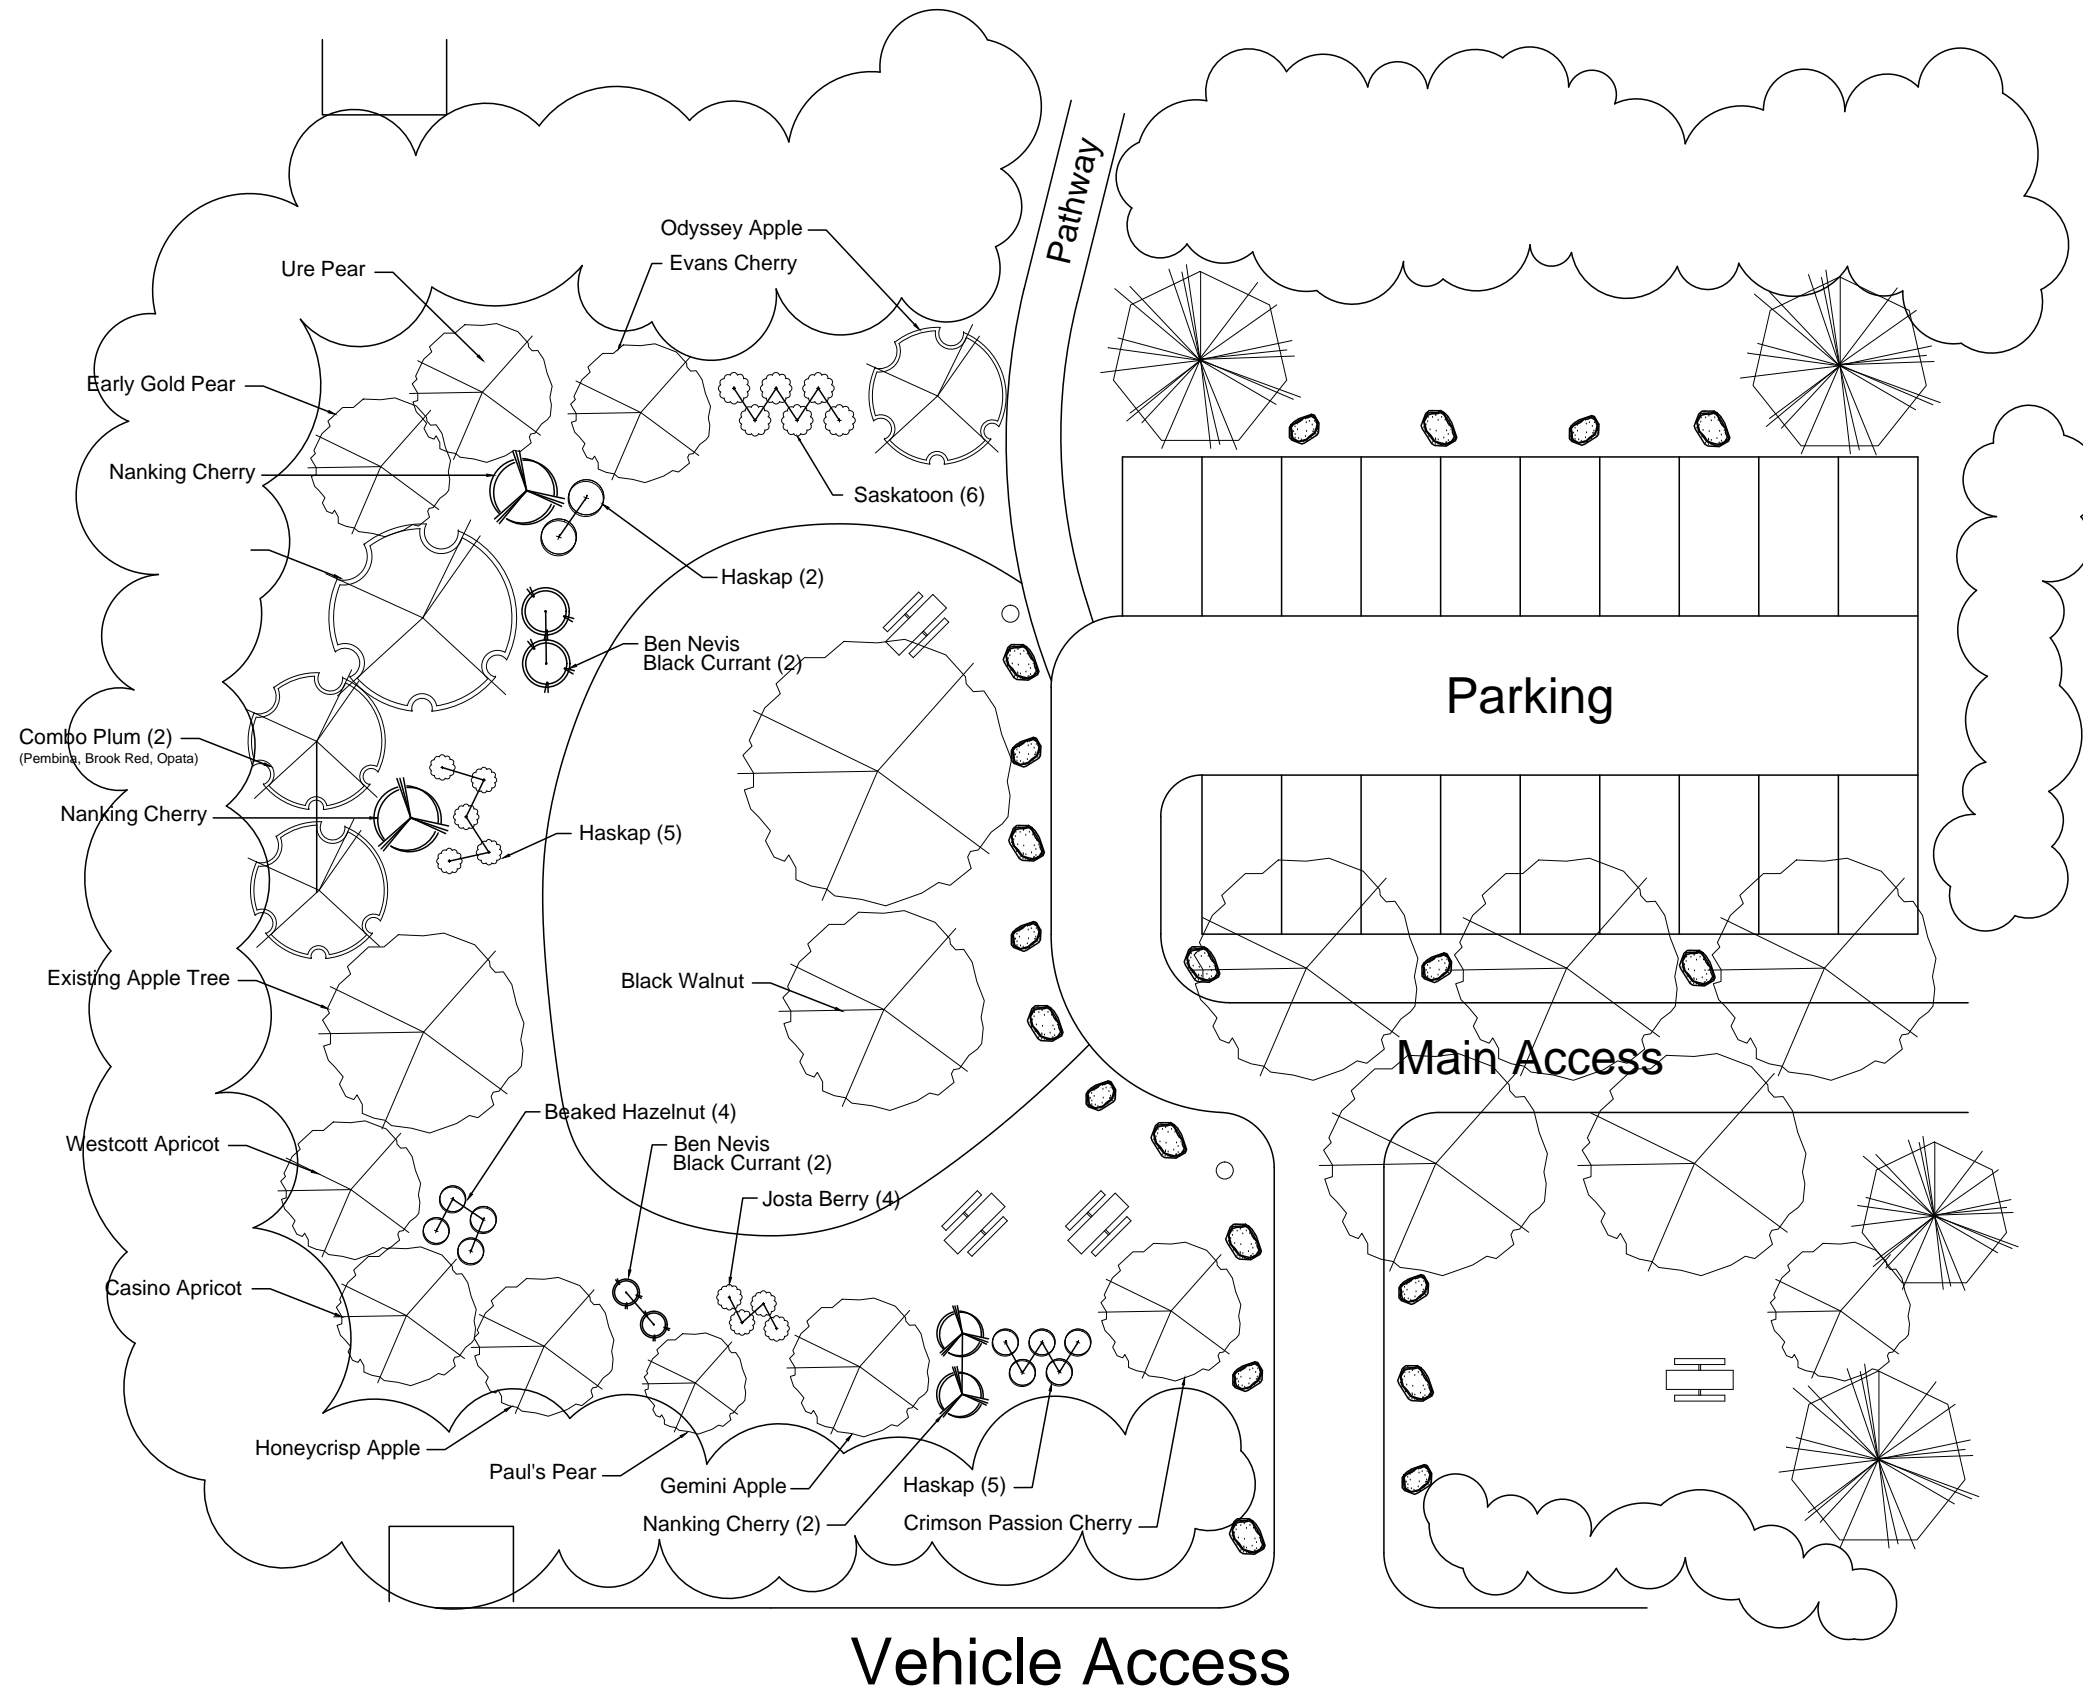 Pathway
Odyssey Apple
Evans Cherry
Ure Pear
Early Gold Pear
Nanking Cherry
Saskatoon (6)
Haskap (2)
Ben Nevis
Black Currant (2)
Parking
Combo Plum (2)
(Pembina, Brook Red, Opata)
Nanking Cherry
Haskap (5)
Existing Apple Tree
Black Walnut
Main Access
Beaked Hazelnut (4)
Westcott Apricot
Ben Nevis
Black Currant (2)
Josta Berry (4)
Casino Apricot
Honeycrisp Apple
Paul's Pear
Gemini Apple
Haskap (5)
Nanking Cherry (2)
Crimson Passion Cherry
Vehicle Access